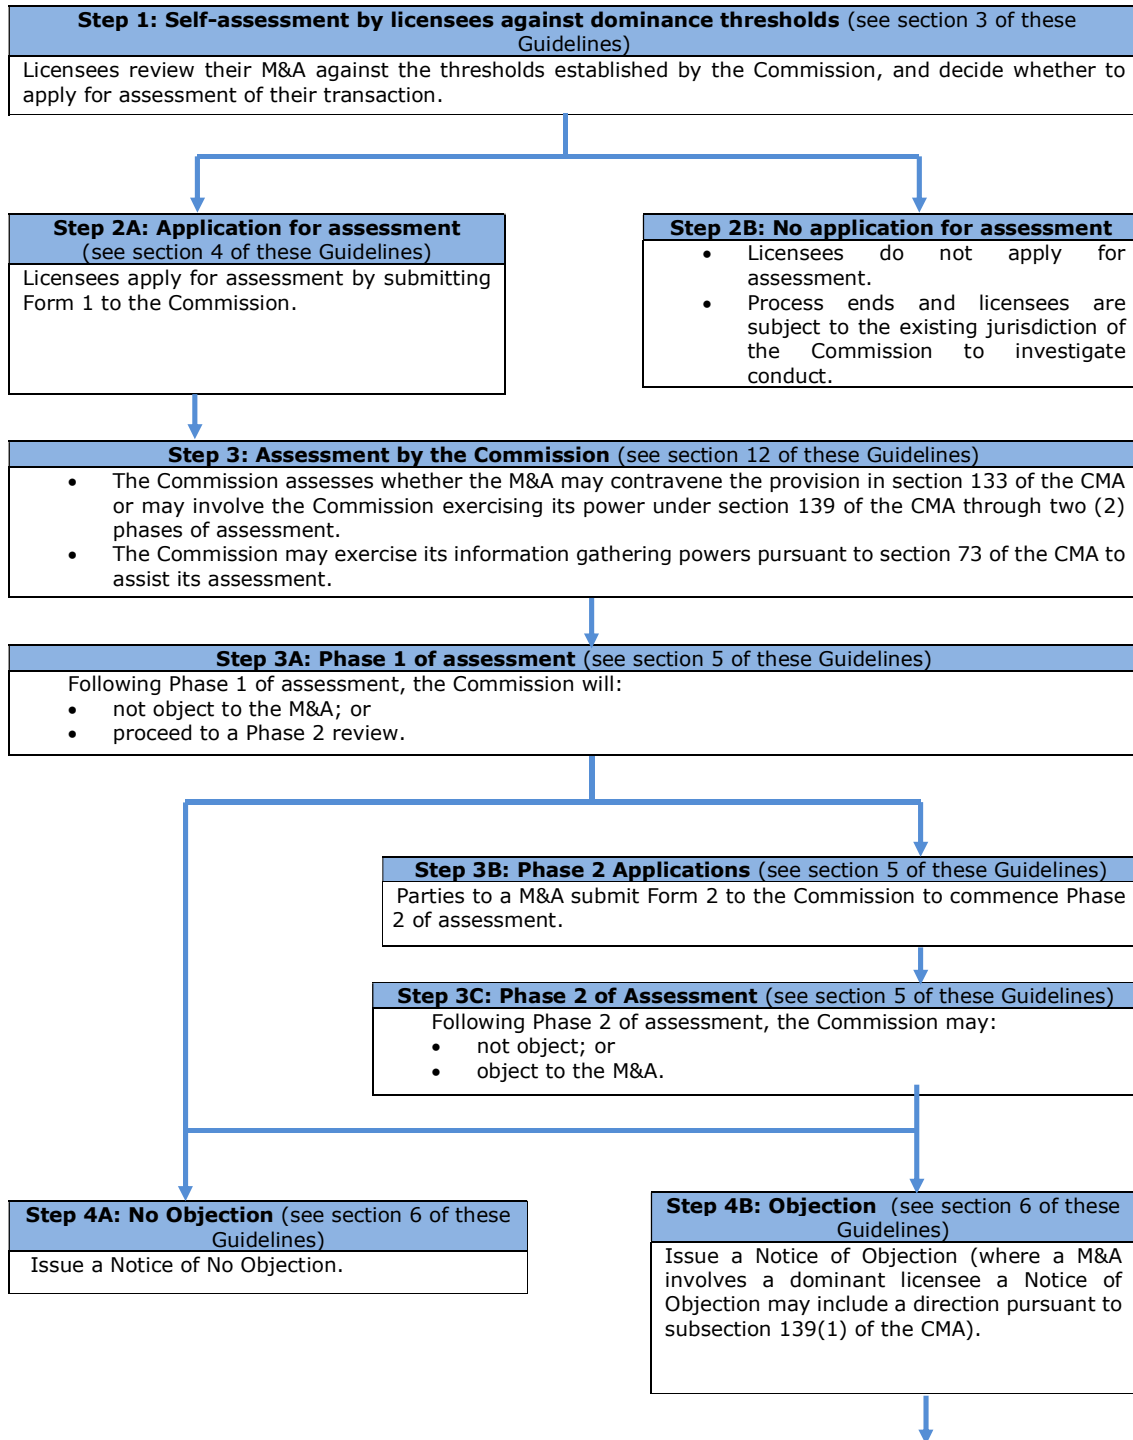 Step 1: Self-assessment by licensees against dominance thresholds (see section 3 of these
Guidelines)
Licensees review their M&A against the thresholds established by the Commission, and decide whether to
apply for assessment of their transaction.
Step 2A: Application for assessment
(see section 4 of these Guidelines)
Licensees apply for assessment by submitting
Form 1 to the Commission.
Step 2B: No application for assessment
• Licensees do not apply for
assessment.
• Process ends and licensees are
subject to the existing jurisdiction of
the Commission to investigate
conduct.
Step 3: Assessment by the Commission (see section 12 of these Guidelines)
• The Commission assesses whether the M&A may contravene the provision in section 133 of the CMA
or may involve the Commission exercising its power under section 139 of the CMA through two (2)
phases of assessment.
• The Commission may exercise its information gathering powers pursuant to section 73 of the CMA to
assist its assessment.
Step 3A: Phase 1 of assessment (see section 5 of these Guidelines)
Following Phase 1 of assessment, the Commission will:
• not object to the M&A; or
• proceed to a Phase 2 review.
Step 3B: Phase 2 Applications (see section 5 of these Guidelines)
Parties to a M&A submit Form 2 to the Commission to commence Phase
2 of assessment.
Step 3C: Phase 2 of Assessment (see section 5 of these Guidelines)
Following Phase 2 of assessment, the Commission may:
• not object; or
• object to the M&A.
Step 4A: No Objection (see section 6 of these
Guidelines)
Issue a Notice of No Objection.
Step 4B: Objection (see section 6 of these
Guidelines)
Issue a Notice of Objection (where a M&A
involves a dominant licensee a Notice of
Objection may include a direction pursuant to
subsection 139(1) of the CMA).